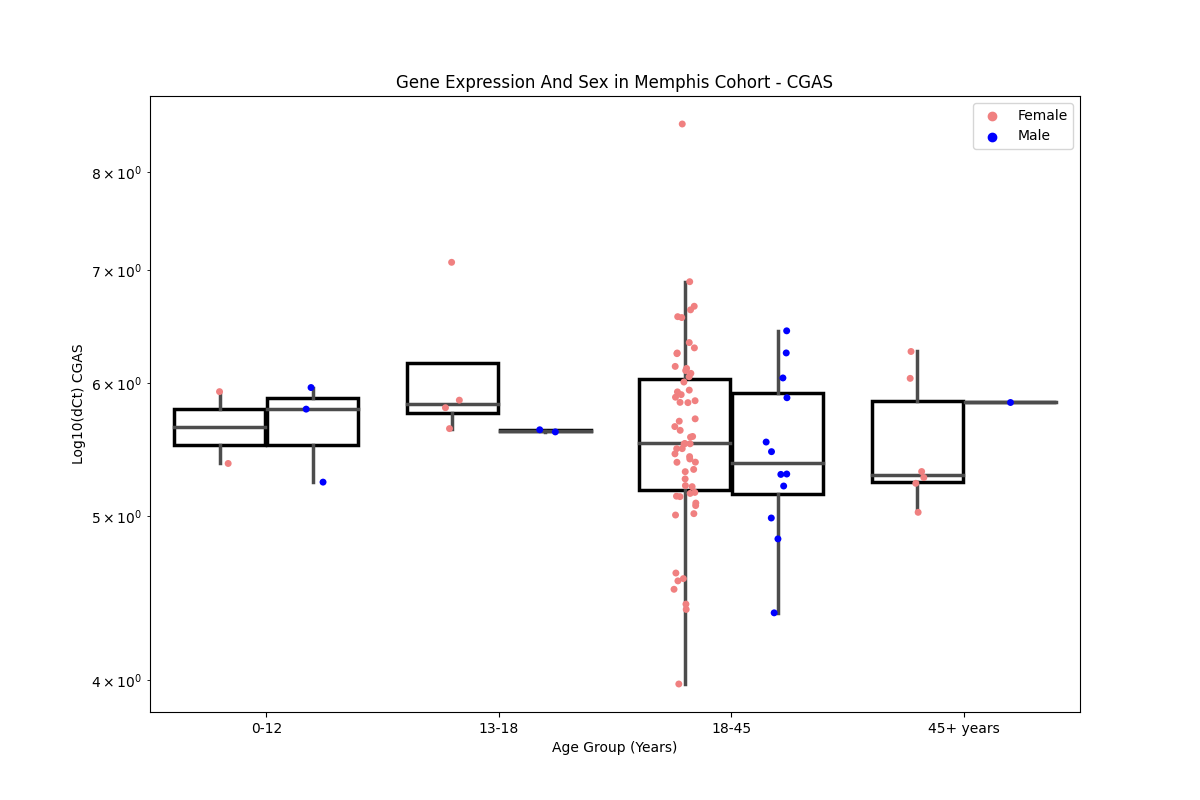 Gene Expression And Sex in Memphis Cohort - CGAS
Female
Male
8 × 10⁰
7 × 10⁰
6 × 10⁰
5 × 10⁰
4 × 10⁰
Log10(dCt) CGAS
0-12
13-18
18-45
45+ years
Age Group (Years)